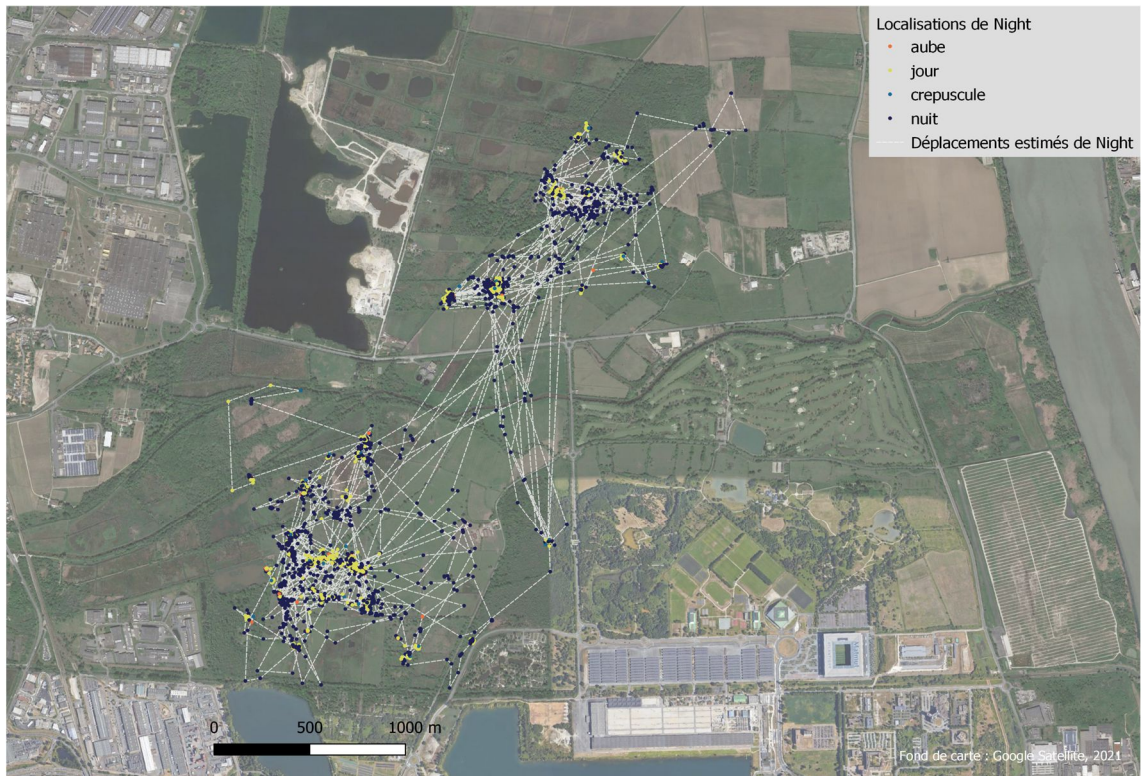 Localisations de Night
aube
jour
crepuscule
nuit
Déplacements estimés de Night
0 500 1000 m
Fond de carte : Google Satellite, 2021